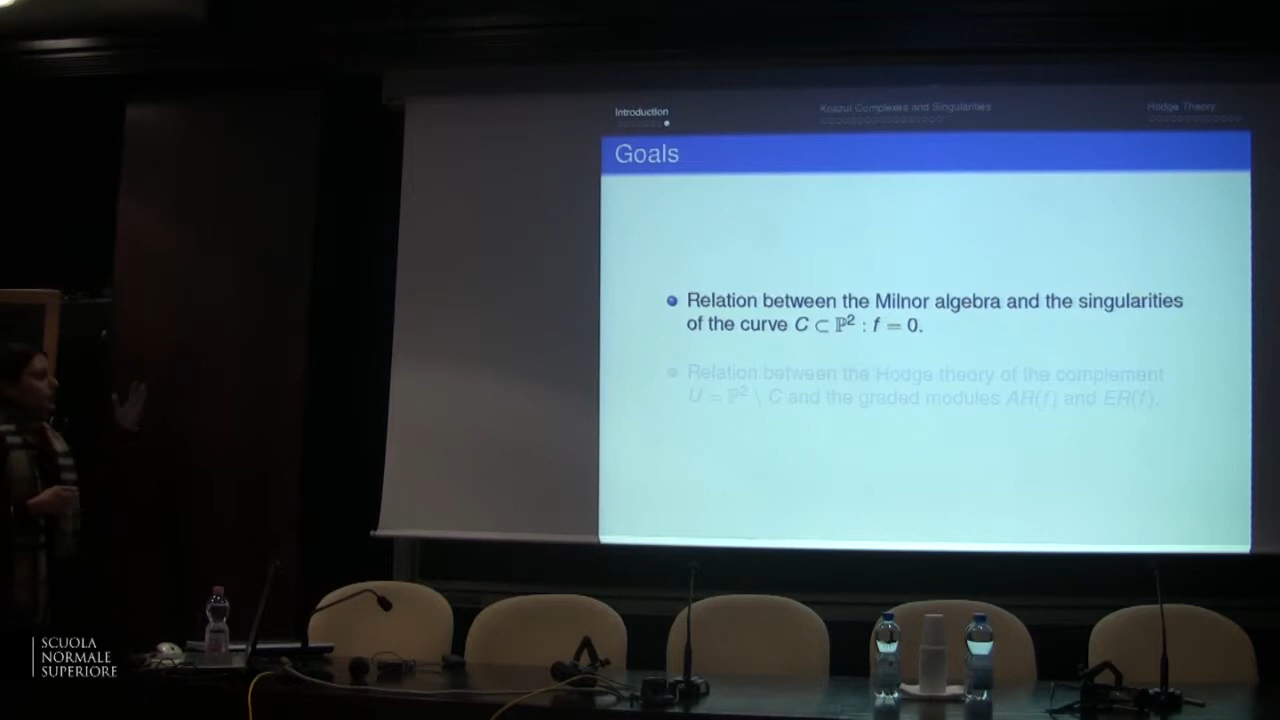 Introduction
Koszul Complexes and Singularities
Hodge Theory
Goals
Relation between the Milnor algebra and the singularities
of the curve C ⊂ ℙ² : f = 0.
Relation between the Hodge theory of the complement
U = ℙ² \ C and the graded modules AR(f) and ER(f).
SCUOLA
NORMALE
SUPERIORE